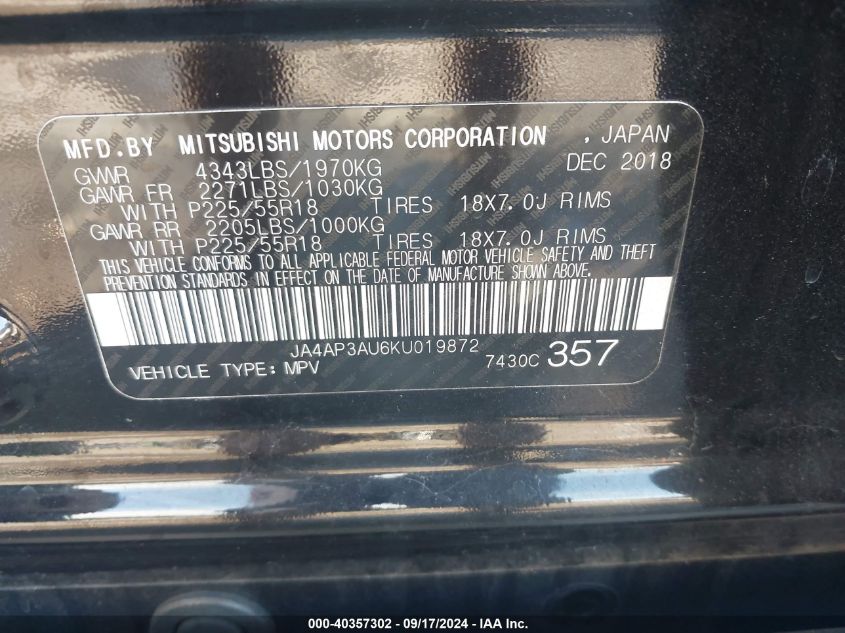 MFD.BY MITSUBISHI MOTORS CORPORATION , JAPAN
GVWR 4343LBS/1970KG DEC 2018
GAWR FR 2271LBS/1030KG
WITH P225/55R18 TIRES 18X7.0J RIMS
GAWR RR 2205LBS/1000KG
WITH P225/55R18 TIRES 18X7.0J RIMS
THIS VEHICLE CONFORMS TO ALL APPLICABLE FEDERAL MOTOR VEHICLE SAFETY AND THEFT
PREVENTION STANDARDS IN EFFECT ON THE DATE OF MANUFACTURE SHOWN ABOVE.
JA4AP3AU6KU019872
VEHICLE TYPE:MPV 7430C 357
000-40357302 - 09/17/2024 - IAA Inc.